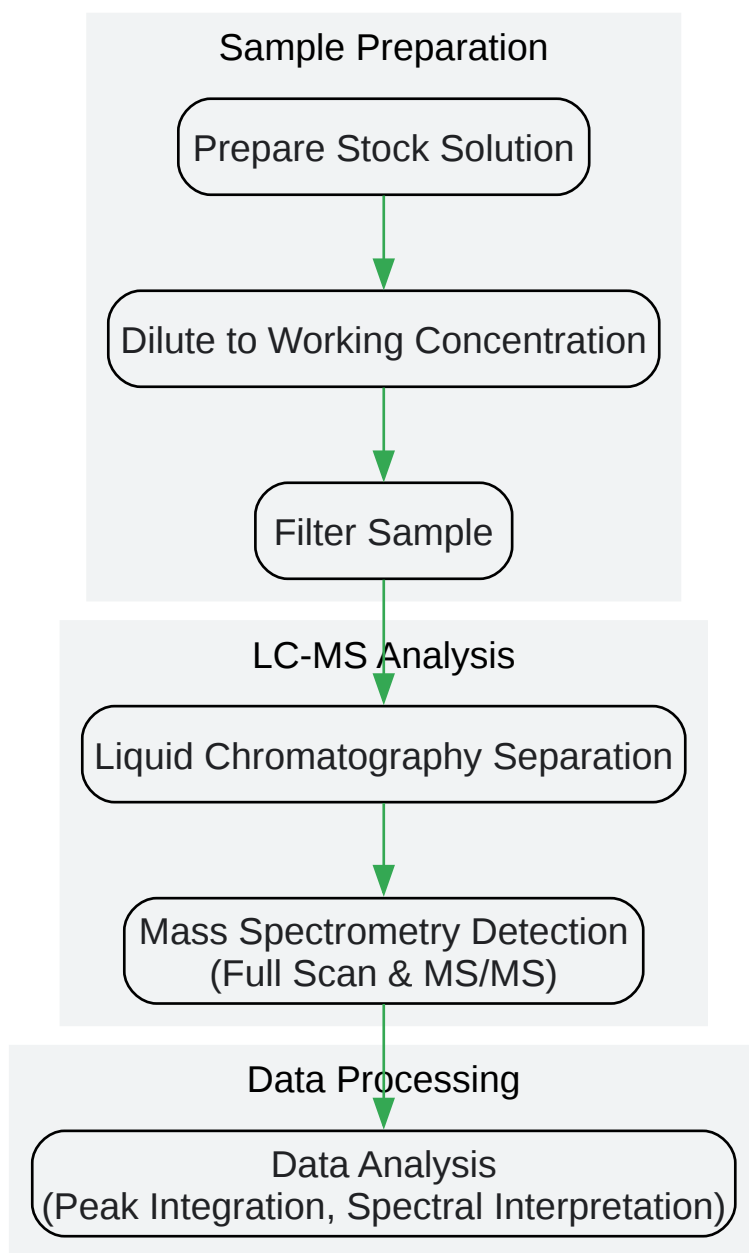 Sample Preparation
Prepare Stock Solution
Dilute to Working Concentration
Filter Sample
LC-MS Analysis
Liquid Chromatography Separation
Mass Spectrometry Detection
(Full Scan & MS/MS)
Data Processing
Data Analysis
(Peak Integration, Spectral Interpretation)